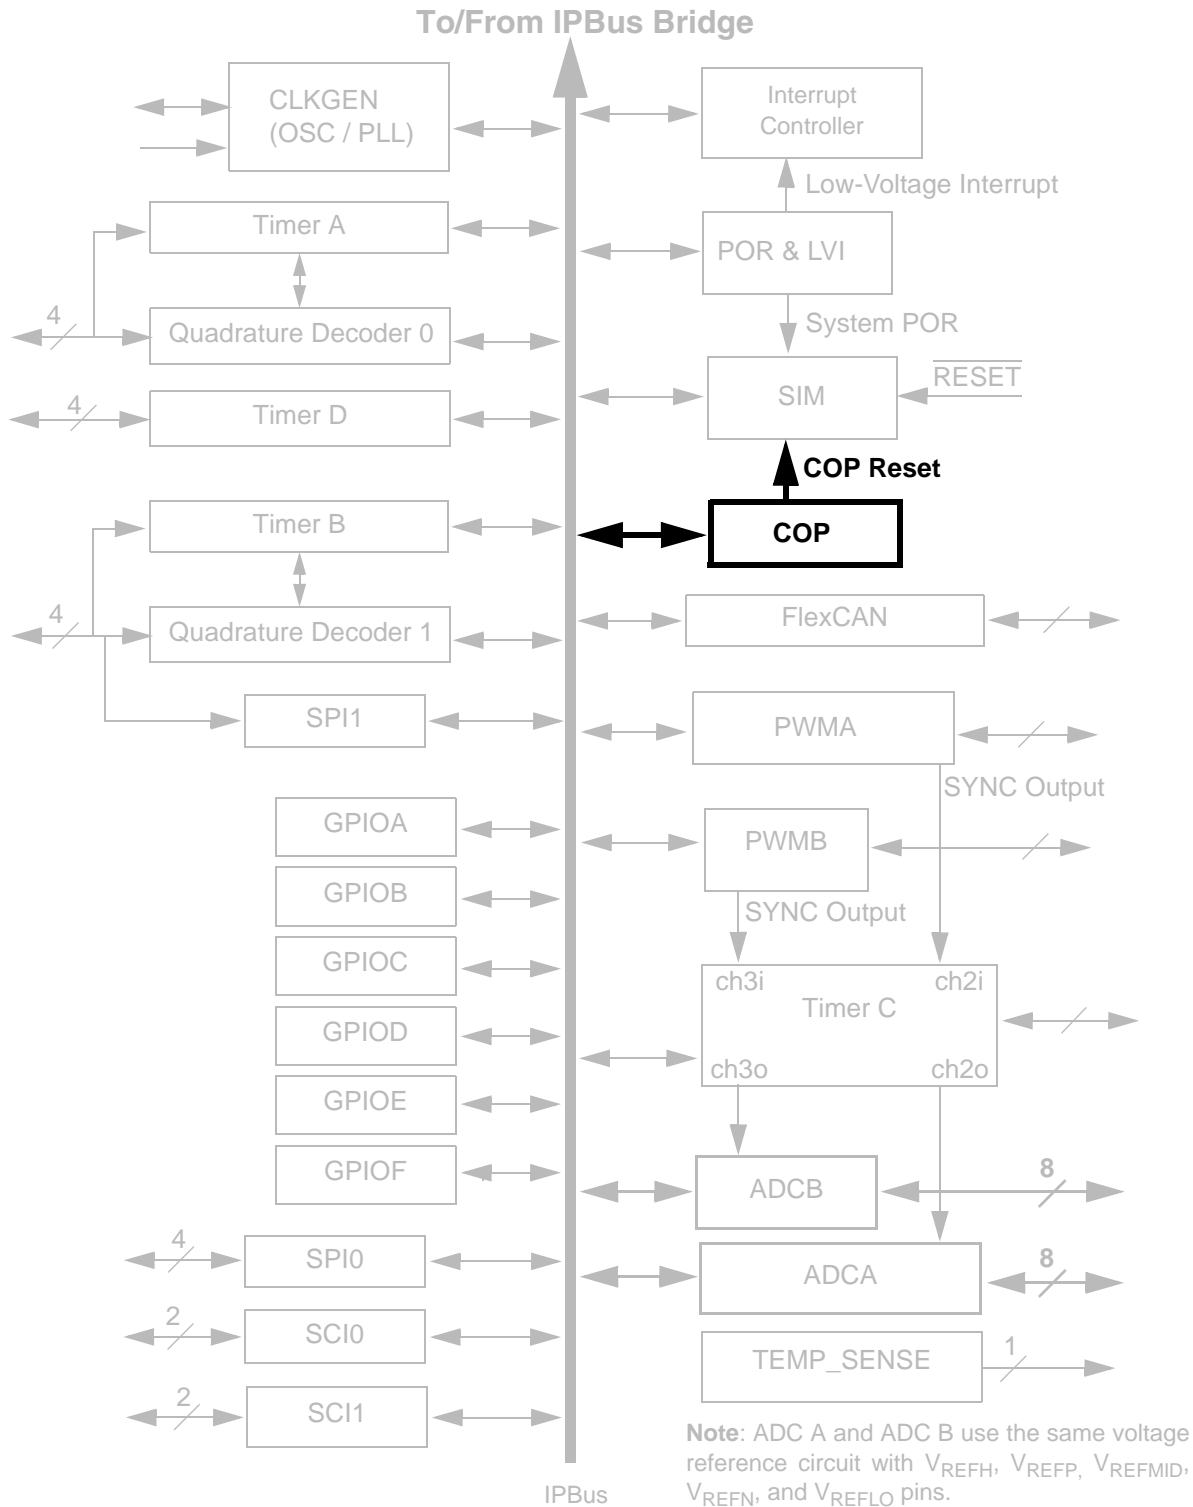 To/From IPBus Bridge
CLKGEN
(OSC / PLL)
Interrupt
Controller
Low-Voltage Interrupt
Timer A
POR & LVI
4
Quadrature Decoder 0
System POR
RESET
4
Timer D
SIM
COP Reset
Timer B
COP
4
Quadrature Decoder 1
FlexCAN
SPI1
PWMA
SYNC Output
GPIOA
PWMB
GPIOB
SYNC Output
GPIOC
ch3i
ch2i
Timer C
GPIOD
ch3o
ch2o
GPIOE
GPIOF
ADCB
8
4
SPI0
ADCA
8
2
SCI0
TEMP_SENSE
1
2
SCI1
Note: ADC A and ADC B use the same voltage
reference circuit with VREFH, VREFP, VREFMID,
VREFN, and VREFLO pins.
IPBus